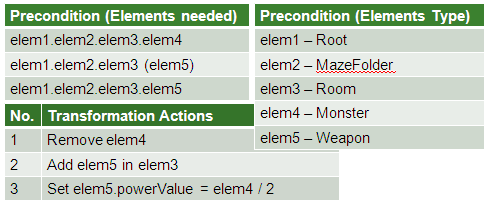 Precondition (Elements needed)
elem1.elem2.elem3.elem4
elem1.elem2.elem3 (elem5)
elem1.elem2.elem3.elem5
Precondition (Elements Type)
elem1 – Root
elem2 – MazeFolder
elem3 – Room
elem4 – Monster
elem5 – Weapon
No. Transformation Actions
1 Remove elem4
2 Add elem5 in elem3
3 Set elem5.powerValue = elem4 / 2